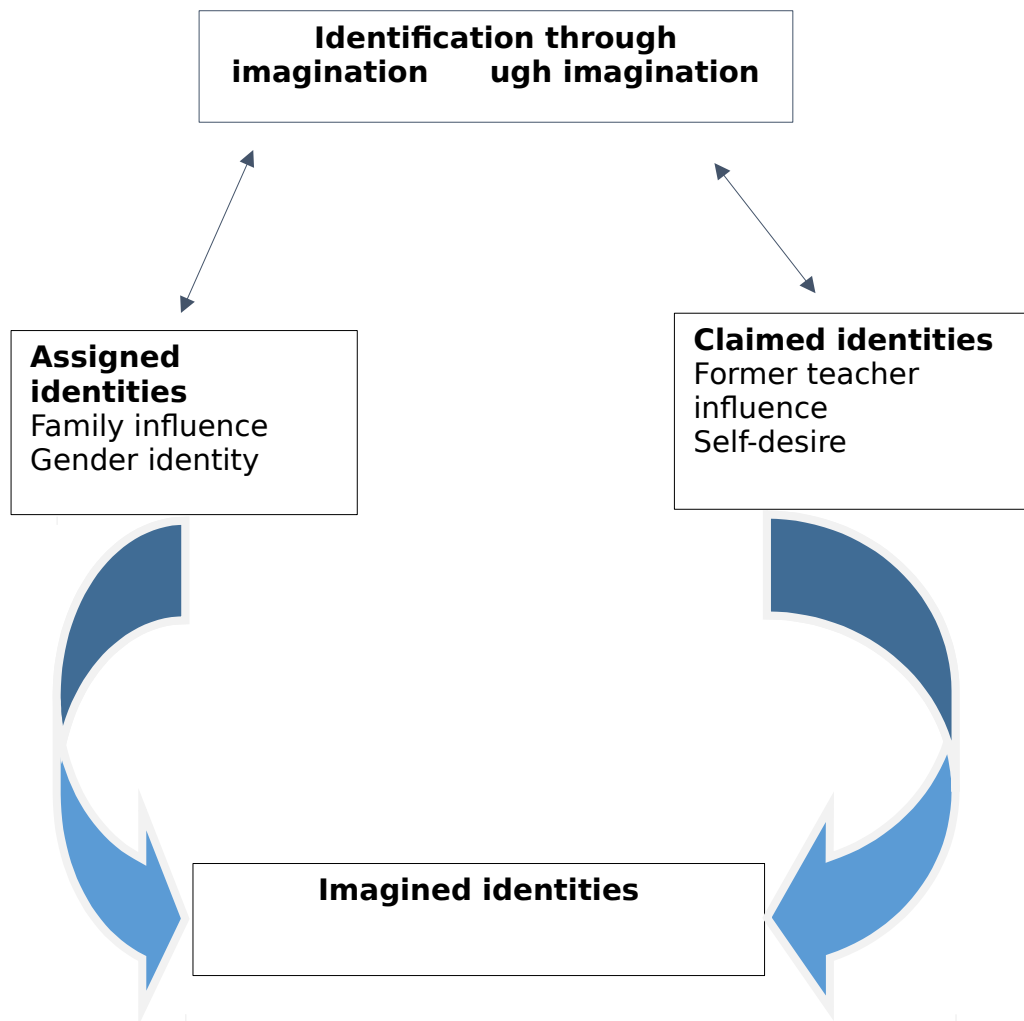 Identification through
imagination ugh imagination
Assigned
identities
Family influence
Gender identity
Claimed identities
Former teacher
influence
Self-desire
Imagined identities